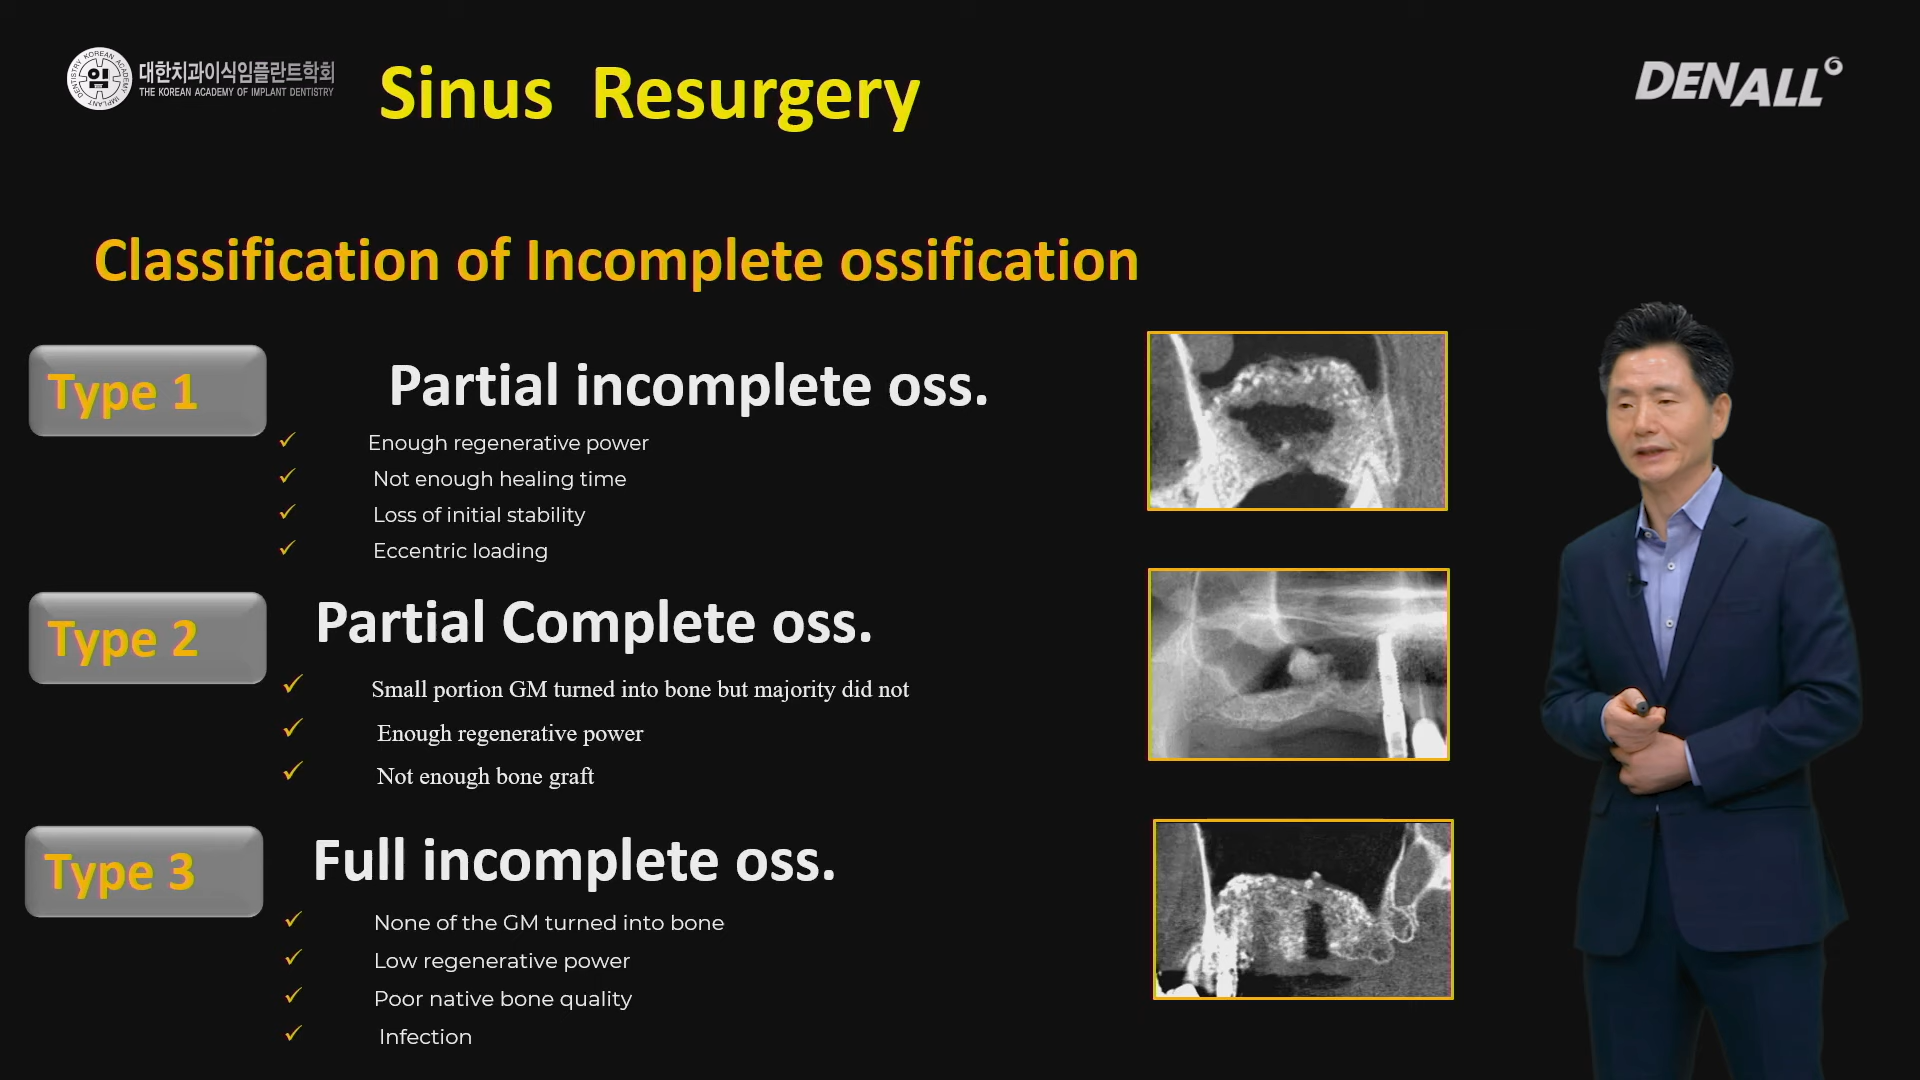 대한치과이식임플란트학회
THE KOREAN ACADEMY OF IMPLANT DENTISTRY
Sinus Resurgery
DENALL
Classification of Incomplete ossification
Type 1
Partial incomplete oss.
✓ Enough regenerative power
✓ Not enough healing time
✓ Loss of initial stability
✓ Eccentric loading
Type 2
Partial Complete oss.
✓ Small portion GM turned into bone but majority did not
✓ Enough regenerative power
✓ Not enough bone graft
Type 3
Full incomplete oss.
✓ None of the GM turned into bone
✓ Low regenerative power
✓ Poor native bone quality
✓ Infection